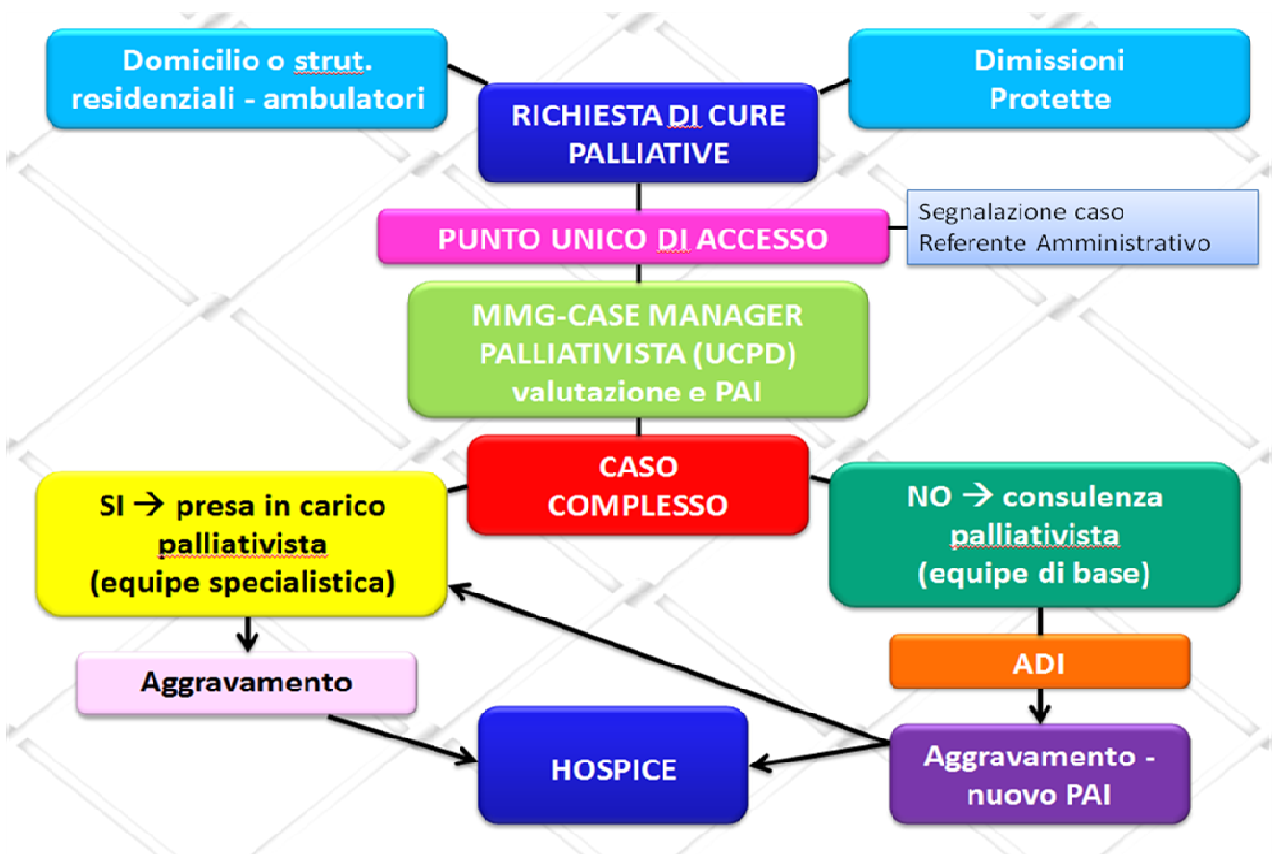 Domicilio o strut.
residenziali - ambulatori
Dimissioni
Protette
RICHIESTA DI CURE
PALLIATIVE
PUNTO UNICO DI ACCESSO
Segnalazione caso
Referente Amministrativo
MMG-CASE MANAGER
PALLIATIVISTA (UCPD)
valutazione e PAI
CASO
COMPLESSO
SI → presa in carico
palliativista
(equipe specialistica)
NO → consulenza
palliativista
(equipe di base)
Aggravamento
ADI
HOSPICE
Aggravamento -
nuovo PAI